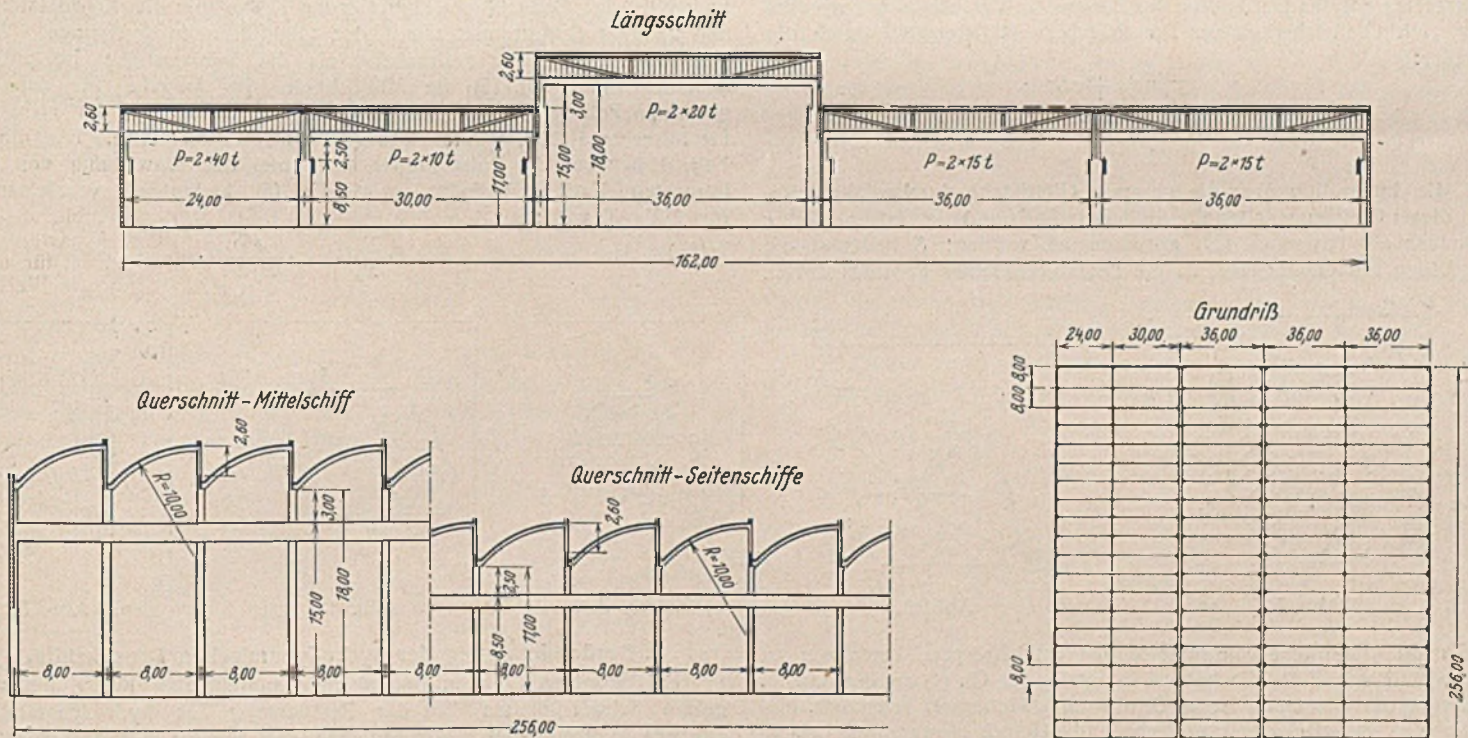 Längsschnitt
2,60
P=2×20 t
3,00
15,00
18,00
2,60
P=2×40 t
2,50
P=2×10 t
11,00
8,50
P=2×15 t
P=2×15 t
24,00
30,00
36,00
36,00
36,00
162,00
Grundriß
24,00 30,00 36,00 36,00 36,00
8,00 8,00
8,00
256,00
Querschnitt-Mittelschiff
2,60
R=10,00
3,00
15,00
18,00
8,00 8,00 8,00 8,00
Querschnitt-Seitenschiffe
2,60
R=10,00
2,50
8,50
11,00
8,00 8,00 8,00 8,00 8,00
256,00